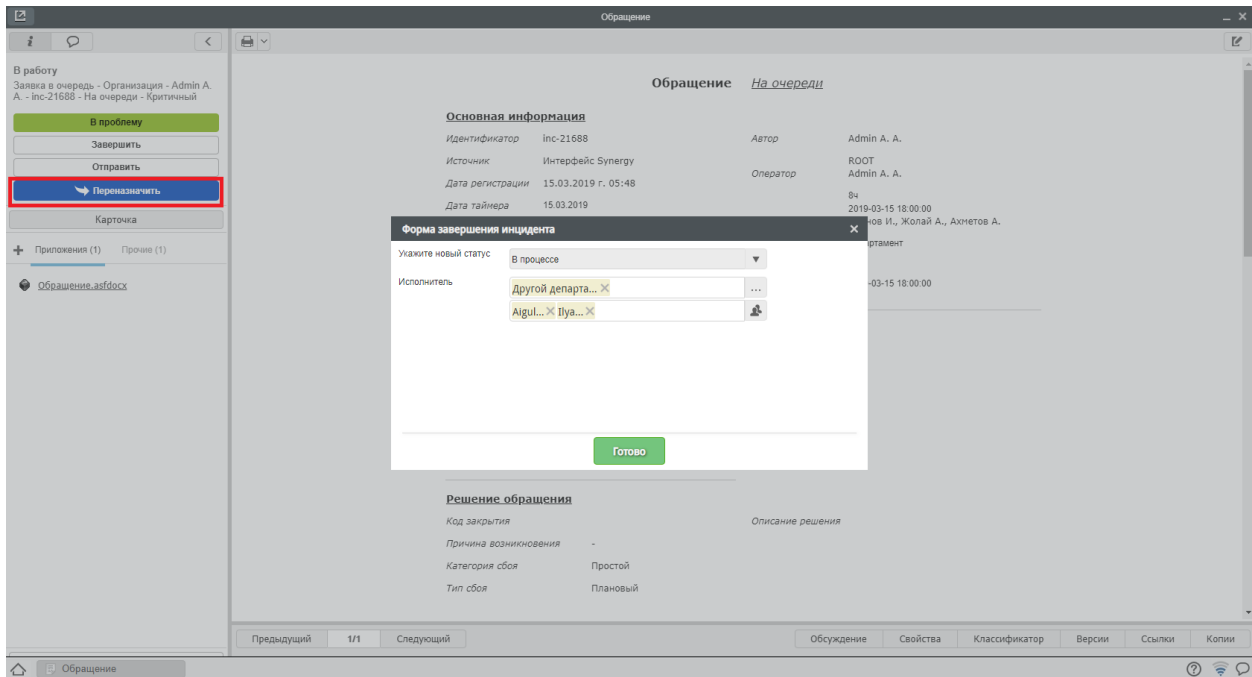 Обращение
В работу
Заявка в очередь - Организация - Admin A.
A. - inc-21688 - На очереди - Критичный
В проблему
Завершить
Отправить
Переназначить
Карточка
Приложения (1) Прочие (1)
Обращение.asfdocx
Обращение На очереди
Основная информация
Идентификатор inc-21688
Автор Admin A. A.
Источник Интерфейс Synergy
Оператор ROOT
Admin A. A.
Дата регистрации 15.03.2019 г. 05:48
Дата таймера 15.03.2019
8ч
2019-03-15 18:00:00
нов И., Жолай А., Ахметов А.
ртамент
-03-15 18:00:00
Форма завершения инцидента
Укажите новый статус В процессе
Исполнитель Другой департа...
Aigul... Ilya...
Готово
Решение обращения
Код закрытия Описание решения
Причина возникновения -
Категория сбоя Простой
Тип сбоя Плановый
Предыдущий 1/1 Следующий Обсуждение Свойства Классификатор Версии Ссылки Копии
Обращение